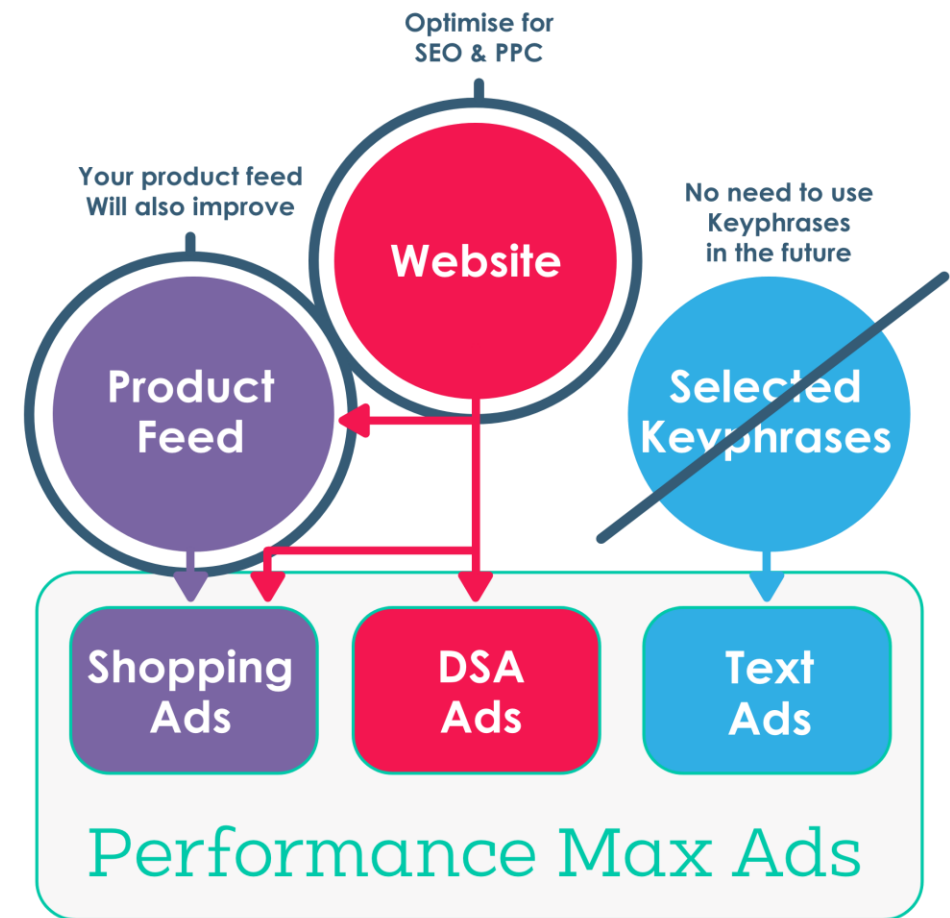 Optimise for
SEO & PPC
Your product feed
Will also improve
No need to use
Keyphrases
in the future
Website
Product
Feed
Selected
Keyphrases
Shopping
Ads
DSA
Ads
Text
Ads
Performance Max Ads